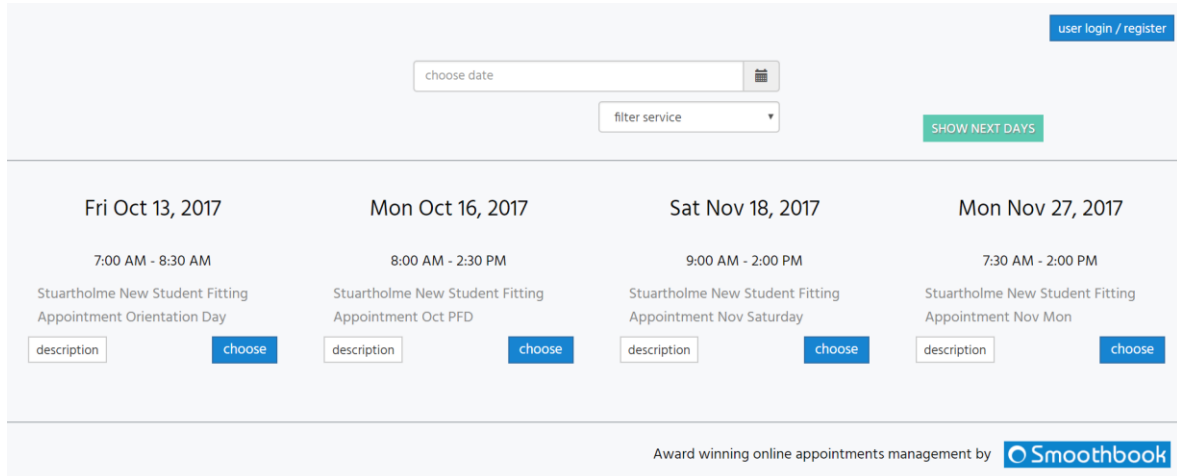 user login / register
choose date
filter service
SHOW NEXT DAYS
Fri Oct 13, 2017
7:00 AM - 8:30 AM
Stuartholme New Student Fitting
Appointment Orientation Day
description
choose
Mon Oct 16, 2017
8:00 AM - 2:30 PM
Stuartholme New Student Fitting
Appointment Oct PFD
description
choose
Sat Nov 18, 2017
9:00 AM - 2:00 PM
Stuartholme New Student Fitting
Appointment Nov Saturday
description
choose
Mon Nov 27, 2017
7:30 AM - 2:00 PM
Stuartholme New Student Fitting
Appointment Nov Mon
description
choose
Award winning online appointments management by Smoothbook